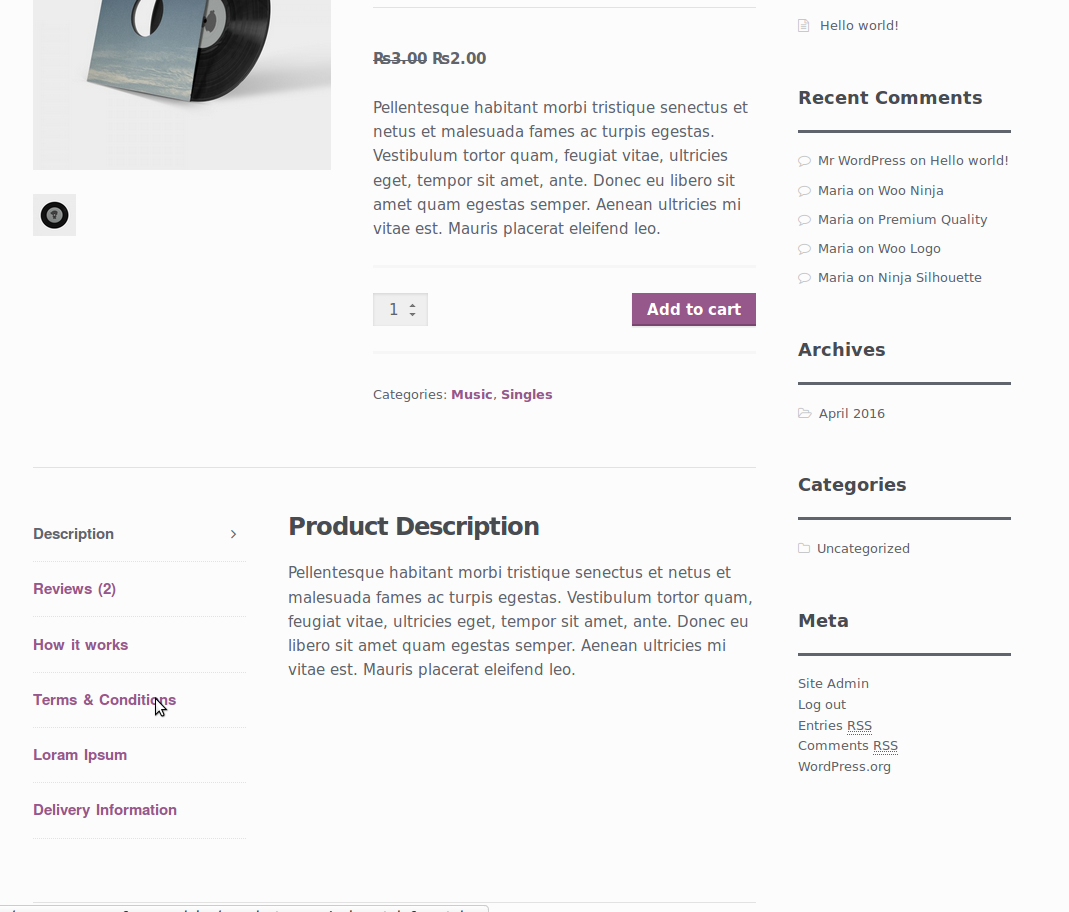 ₨3.00 ₨2.00
Pellentesque habitant morbi tristique senectus et
netus et malesuada fames ac turpis egestas.
Vestibulum tortor quam, feugiat vitae, ultricies
eget, tempor sit amet, ante. Donec eu libero sit
amet quam egestas semper. Aenean ultricies mi
vitae est. Mauris placerat eleifend leo.
1
Add to cart
Categories: Music, Singles
Description
Reviews (2)
How it works
Terms & Conditions
Loram Ipsum
Delivery Information
Product Description
Pellentesque habitant morbi tristique senectus et netus et
malesuada fames ac turpis egestas. Vestibulum tortor quam,
feugiat vitae, ultricies eget, tempor sit amet, ante. Donec eu
libero sit amet quam egestas semper. Aenean ultricies mi
vitae est. Mauris placerat eleifend leo.
Hello world!
Recent Comments
Mr WordPress on Hello world!
Maria on Woo Ninja
Maria on Premium Quality
Maria on Woo Logo
Maria on Ninja Silhouette
Archives
April 2016
Categories
Uncategorized
Meta
Site Admin
Log out
Entries RSS
Comments RSS
WordPress.org